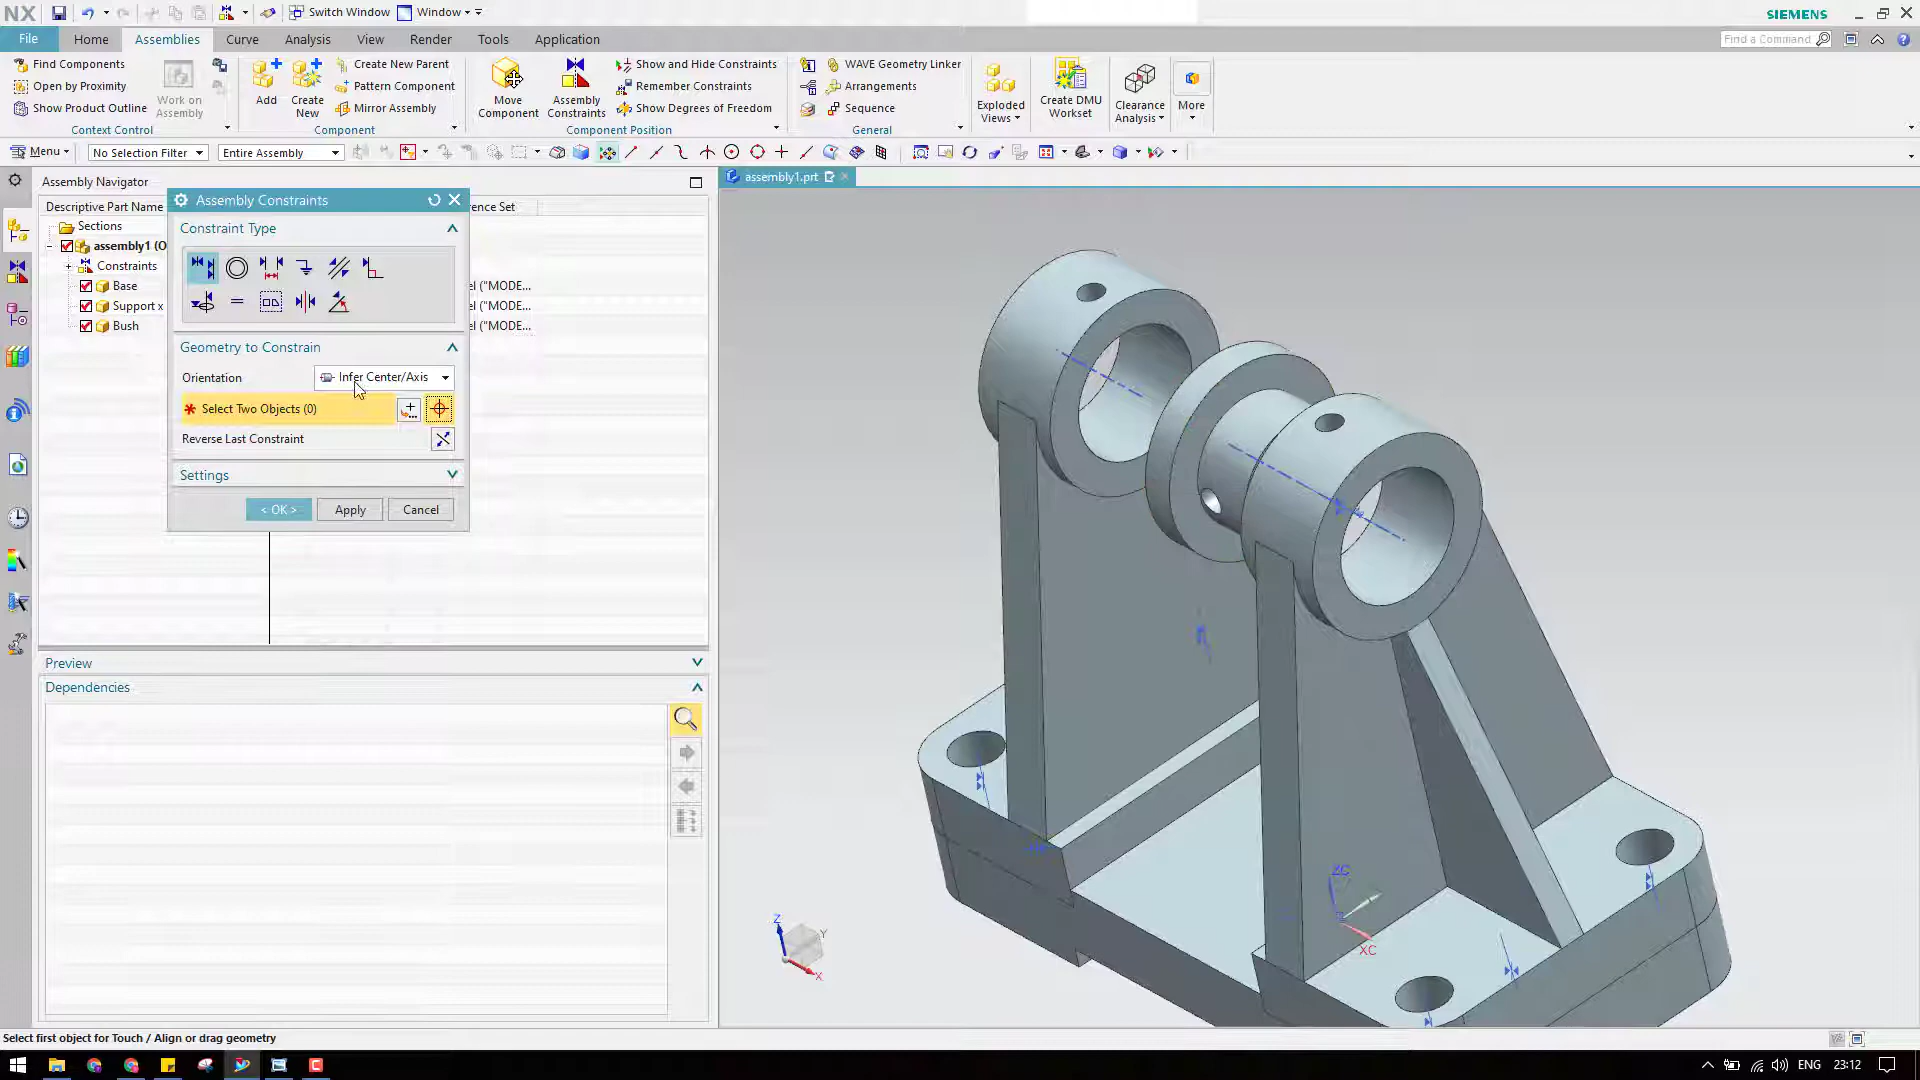 NX
Switch Window
Window
SIEMENS
File
Home
Assemblies
Curve
Analysis
View
Render
Tools
Application
Find a Command
Find Components
Open by Proximity
Show Product Outline
Work on
Assembly
Context Control
Add
Create
New
Create New Parent
Pattern Component
Mirror Assembly
Component
Move
Component
Assembly
Constraints
Show and Hide Constraints
Remember Constraints
Show Degrees of Freedom
Component Position
WAVE Geometry Linker
Arrangements
Sequence
General
Exploded
Views
Create DMU
Workset
Clearance
Analysis
More
Menu
No Selection Filter
Entire Assembly
Assembly Navigator
assembly1.prt
Descriptive Part Name
ence Set
Sections
assembly1 (O
Constraints
Base
el ("MODE...
Support x
el ("MODE...
Bush
el ("MODE...
Assembly Constraints
Constraint Type
Geometry to Constrain
Orientation
Infer Center/Axis
* Select Two Objects (0)
Reverse Last Constraint
Settings
< OK >
Apply
Cancel
Preview
Dependencies
ZC
XC
Z
Y
X
Select first object for Touch / Align or drag geometry
ENG
23:12